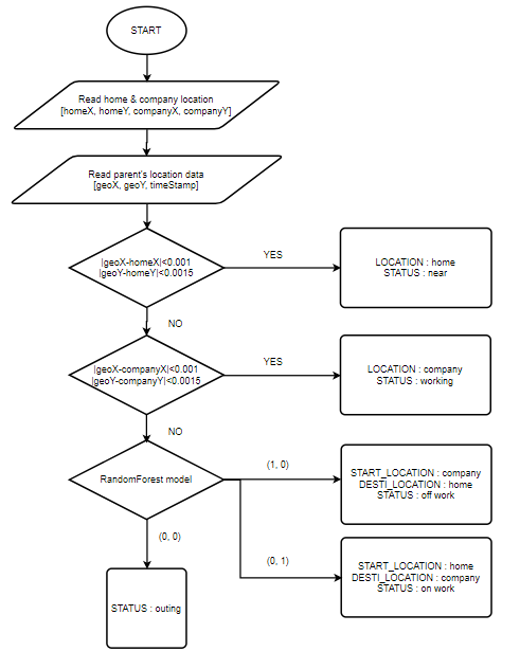 START
Read home & company location
[homeX, homeY, companyX, companyY]
Read parent's location data
[geoX, geoY, timeStamp]
|geoX-homeX|<0.001
|geoY-homeY|<0.0015
YES
LOCATION : home
STATUS : near
NO
|geoX-companyX|<0.001
|geoY-companyY|<0.0015
YES
LOCATION : company
STATUS : working
NO
RandomForest model
(1, 0)
START_LOCATION : company
DESTI_LOCATION : home
STATUS : off work
(0, 1)
START_LOCATION : home
DESTI_LOCATION : company
STATUS : on work
(0, 0)
STATUS : outing